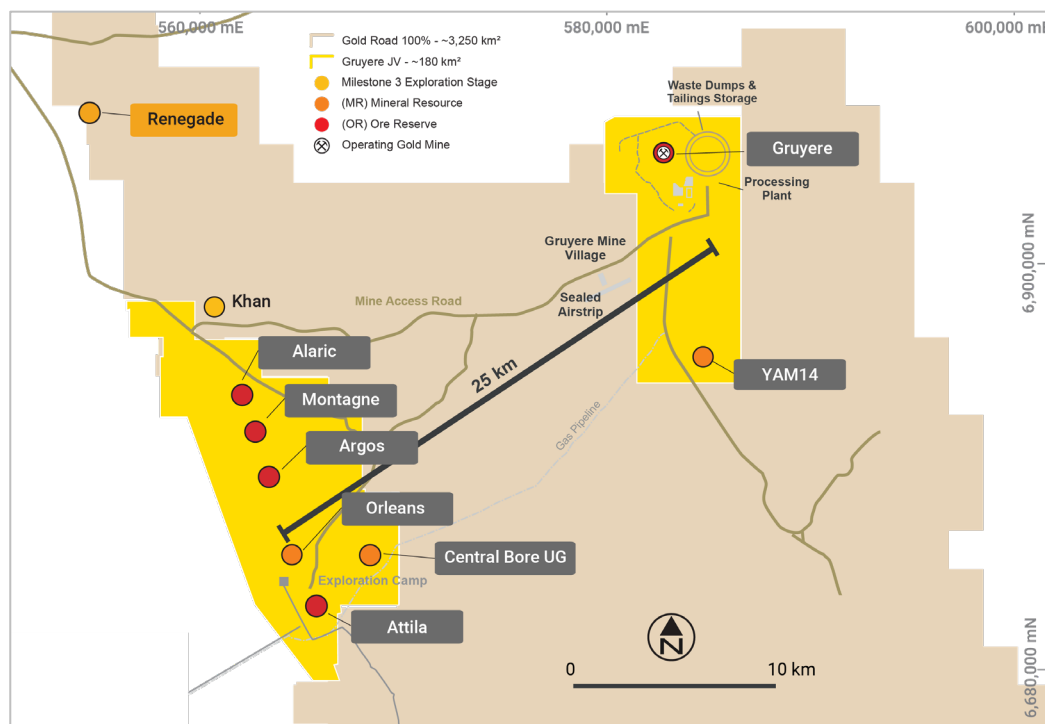 560,000 mE
580,000 mE
600,000 mE
Gold Road 100% - ~3,250 km²
Gruyere JV - ~180 km²
Milestone 3 Exploration Stage
(MR) Mineral Resource
(OR) Ore Reserve
Operating Gold Mine
Waste Dumps &
Tailings Storage
Renegade
Gruyere
Processing
Plant
Gruyere Mine
Village
6,900,000 mN
Sealed
Airstrip
Khan
Mine Access Road
Alaric
25 km
YAM14
Montagne
Gas Pipeline
Argos
Orleans
Central Bore UG
Exploration Camp
Attila
N
0
10 km
6,680,000 mN